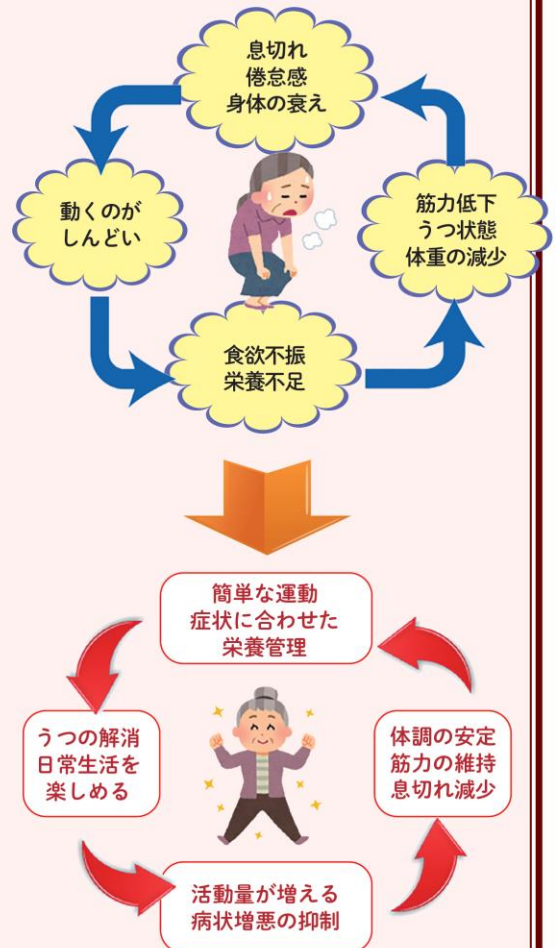 息切れ
倦怠感
身体の衰え
動くのが
しんどい
食欲不振
栄養不足
筋力低下
うつ状態
体重の減少
簡単な運動
症状に合わせた
栄養管理
うつの解消
日常生活を
楽しめる
活動量が増える
病状増悪の抑制
体調の安定
筋力の維持
息切れ減少